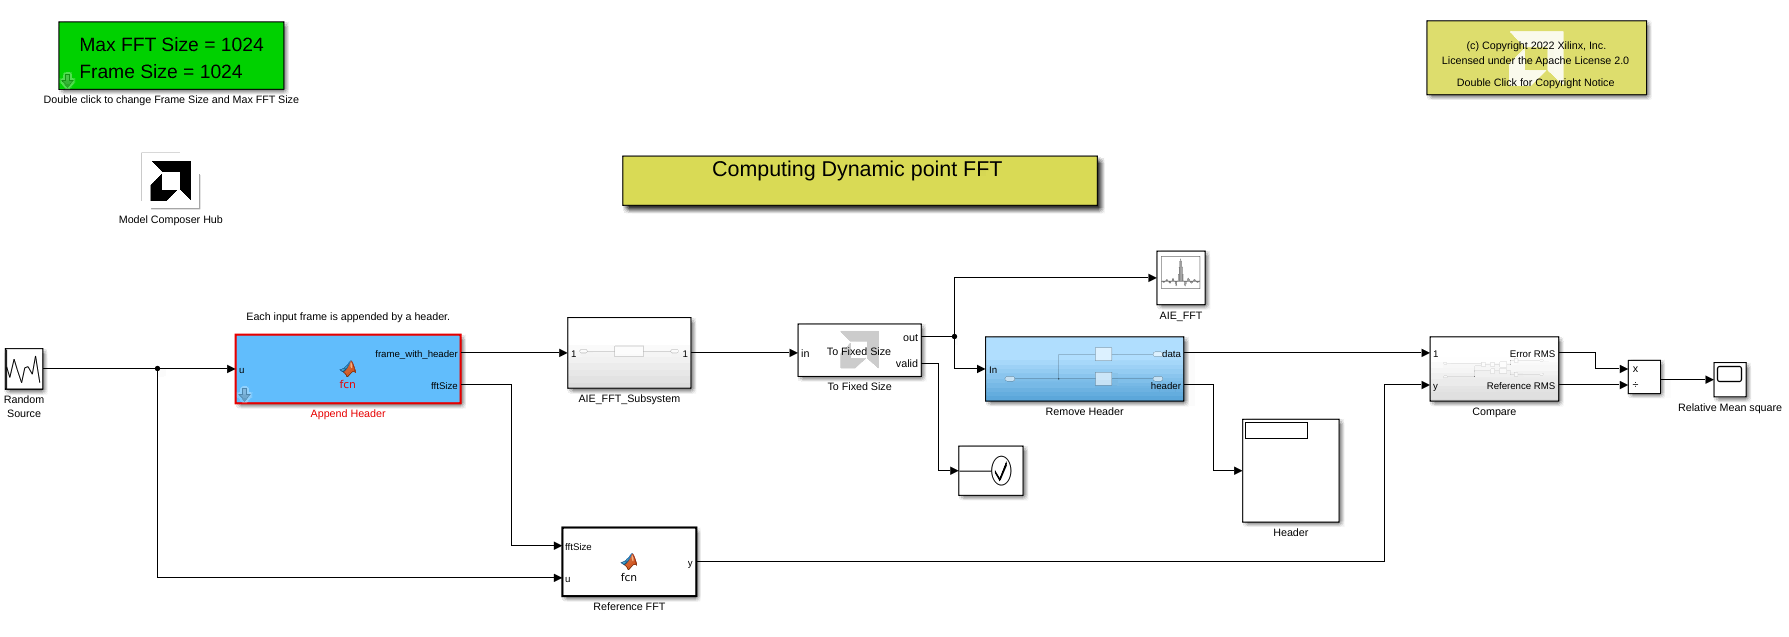 Max FFT Size = 1024
Frame Size = 1024
Double click to change Frame Size and Max FFT Size
(c) Copyright 2022 Xilinx, Inc.
Licensed under the Apache License 2.0
Double Click for Copyright Notice
Model Composer Hub
Computing Dynamic point FFT
Each input frame is appended by a header.
Random
Source
u
frame_with_header
fftSize
fcn
Append Header
1
1
AIE_FFT_Subsystem
in
To Fixed Size
out
valid
To Fixed Size
AIE_FFT
In
data
header
Remove Header
Header
fftSize
u
fcn
y
Reference FFT
1
y
Error RMS
Reference RMS
Compare
x
÷
Relative Mean square